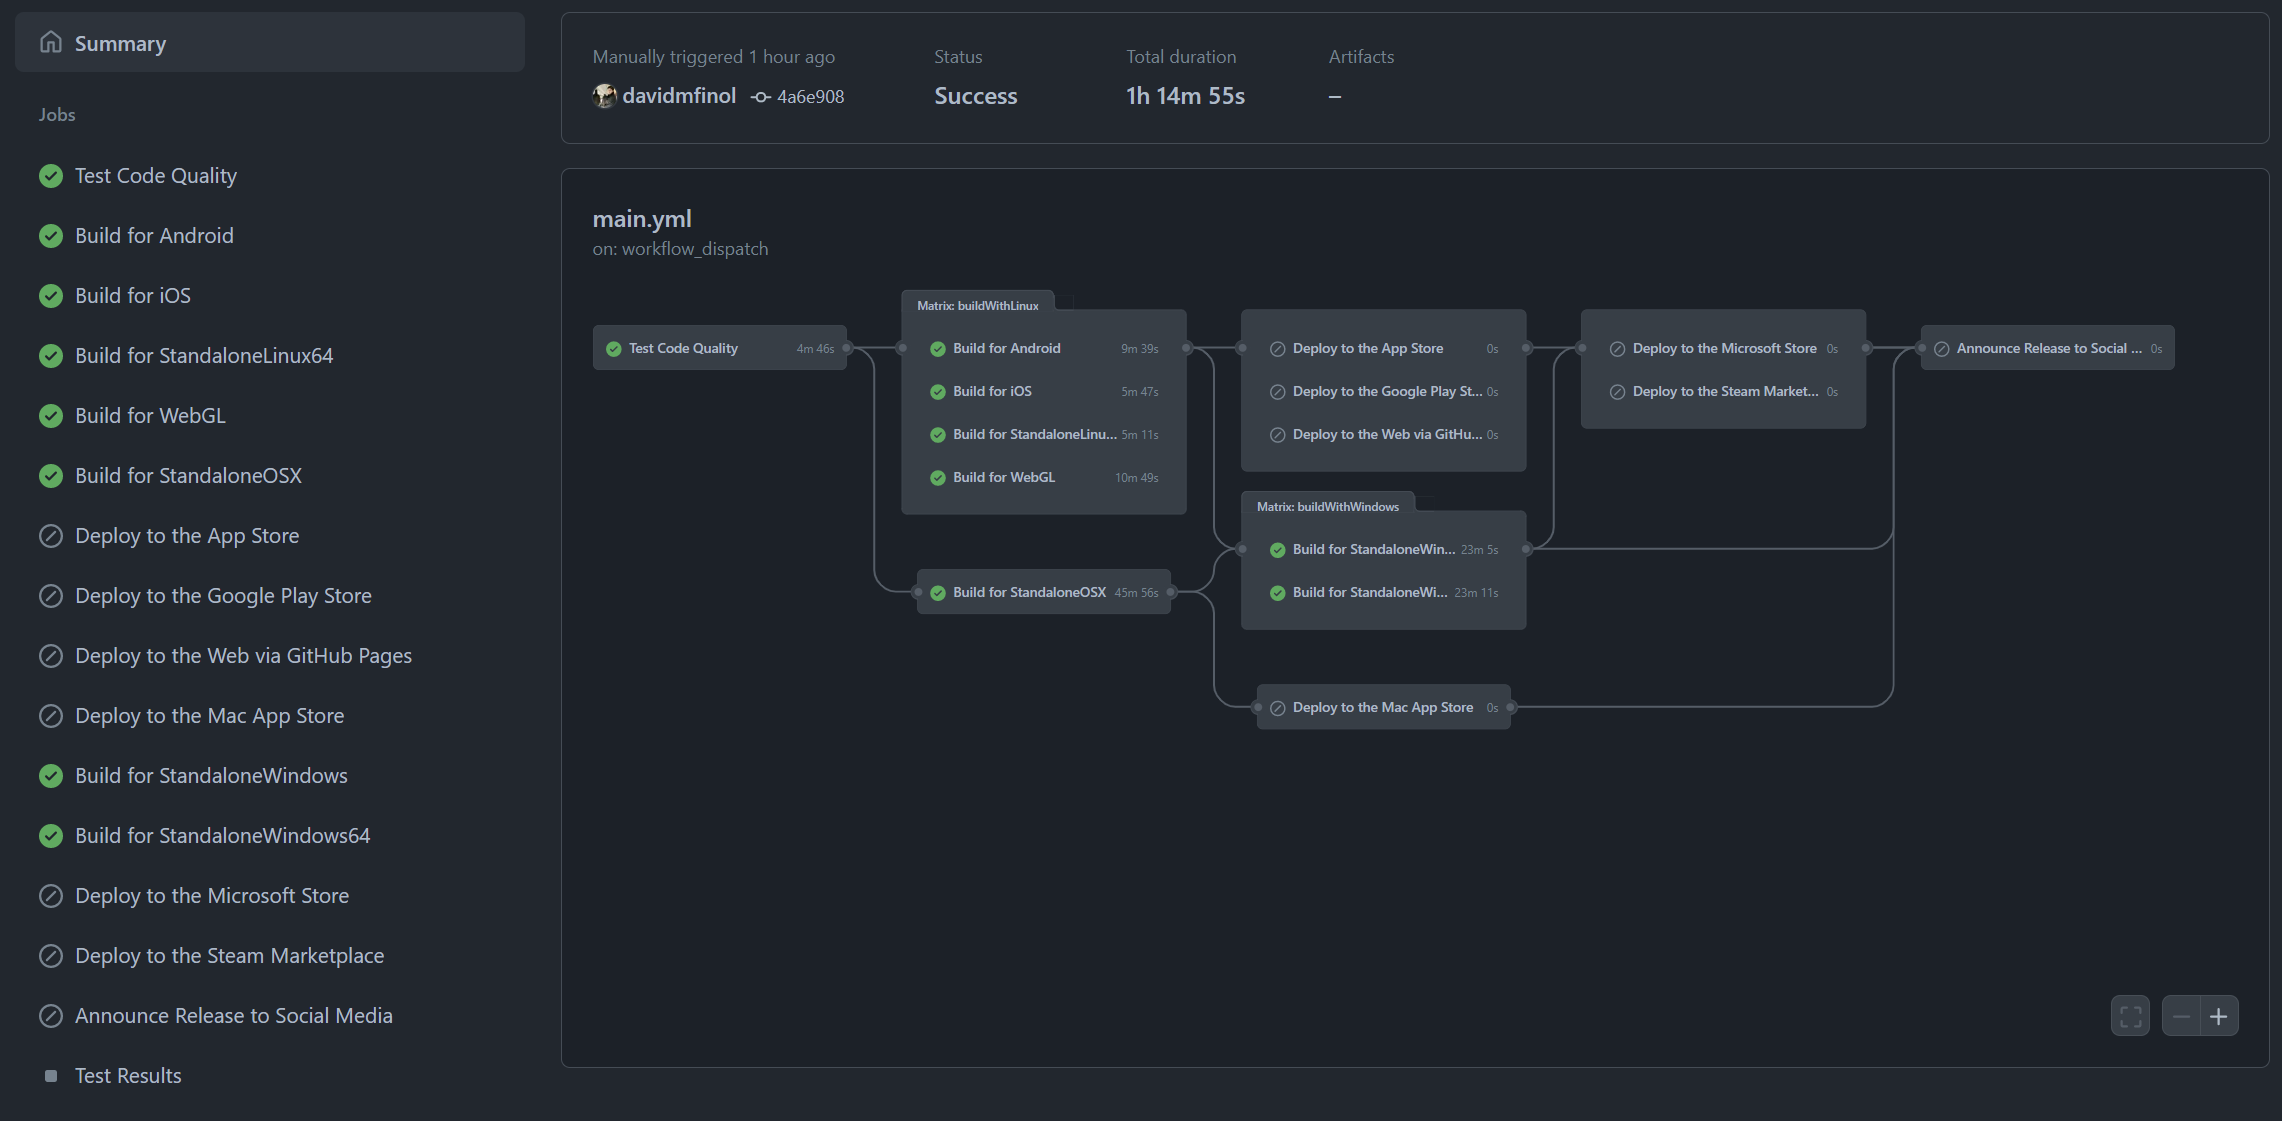 Summary
Jobs
Test Code Quality
Build for Android
Build for iOS
Build for StandaloneLinux64
Build for WebGL
Build for StandaloneOSX
Deploy to the App Store
Deploy to the Google Play Store
Deploy to the Web via GitHub Pages
Deploy to the Mac App Store
Build for StandaloneWindows
Build for StandaloneWindows64
Deploy to the Microsoft Store
Deploy to the Steam Marketplace
Announce Release to Social Media
Test Results
Manually triggered 1 hour ago
davidmfinol 4a6e908
Status
Success
Total duration
1h 14m 55s
Artifacts
–
main.yml
on: workflow_dispatch
Test Code Quality 4m 46s
Matrix: buildWithLinux
Build for Android 9m 39s
Build for iOS 5m 47s
Build for StandaloneLinu... 5m 11s
Build for WebGL 10m 49s
Build for StandaloneOSX 45m 56s
Deploy to the App Store 0s
Deploy to the Google Play St... 0s
Deploy to the Web via GitHu... 0s
Matrix: buildWithWindows
Build for StandaloneWin... 23m 5s
Build for StandaloneWi... 23m 11s
Deploy to the Mac App Store 0s
Deploy to the Microsoft Store 0s
Deploy to the Steam Market... 0s
Announce Release to Social ... 0s